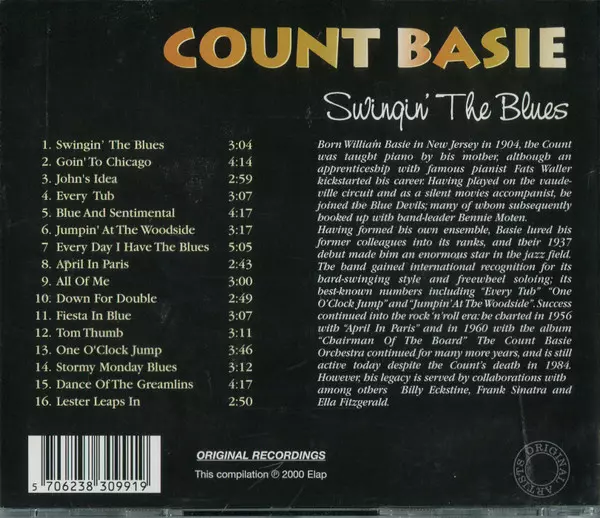 COUNT BASIE
Swingin' The Blues
1. Swingin' The Blues 3:04
2. Goin' To Chicago 4:14
3. John's Idea 2:59
4. Every Tub 3:07
5. Blue And Sentimental 4:17
6. Jumpin' At The Woodside 3:17
7 Every Day I Have The Blues 5:05
8. April In Paris 2:43
9. All Of Me 3:00
10. Down For Double 2:49
11. Fiesta In Blue 3:07
12. Tom Thumb 3:11
13. One O'Clock Jump 3:46
14. Stormy Monday Blues 3:12
15. Dance Of The Greamlins 4:17
16. Lester Leaps In 2:50
Born William Basie in New Jersey in 1904, the Count
was taught piano by his mother, although an
apprenticeship with famous pianist Fats Waller
kickstarted his career. Having played on the vaude-
ville circuit and as a silent movies accompanist, he
joined the Blue Devils; many of whom subsequently
booked up with band-leader Bennie Moten.
Having formed his own ensemble, Basie lured his
former colleagues into its ranks, and their 1937
debut made him an enormous star in the jazz field.
The band gained international recognition for its
hard-swinging style and freewheel soloing; its
best-known numbers including "Every Tub" "One
O'Clock Jump" and "Jumpin' At The Woodside". Success
continued into the rock'n'roll era: he charted in 1956
with "April In Paris" and in 1960 with the album
"Chairman Of The Board" The Count Basie
Orchestra continued for many more years, and is still
active today despite the Count's death in 1984.
However, his legacy is served by collaborations with
among others Billy Eckstine, Frank Sinatra and
Ella Fitzgerald.
5 706238 309919
ORIGINAL RECORDINGS
This compilation ℗ 2000 Elap
ORIGINAL ARTISTS